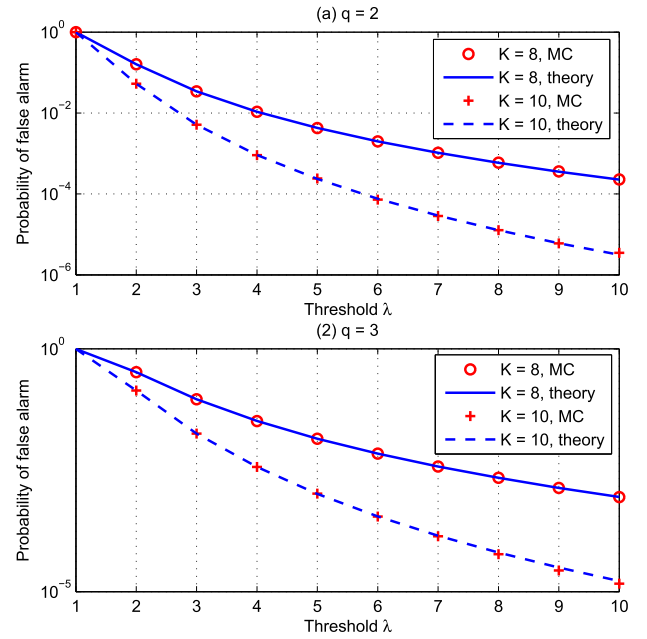 (a) q = 2
10^0
10^−2
10^−4
10^−6
Probability of false alarm
K = 8, MC
K = 8, theory
K = 10, MC
K = 10, theory
1 2 3 4 5 6 7 8 9 10
Threshold λ
(2) q = 3
10^0
10^−5
Probability of false alarm
K = 8, MC
K = 8, theory
K = 10, MC
K = 10, theory
1 2 3 4 5 6 7 8 9 10
Threshold λ